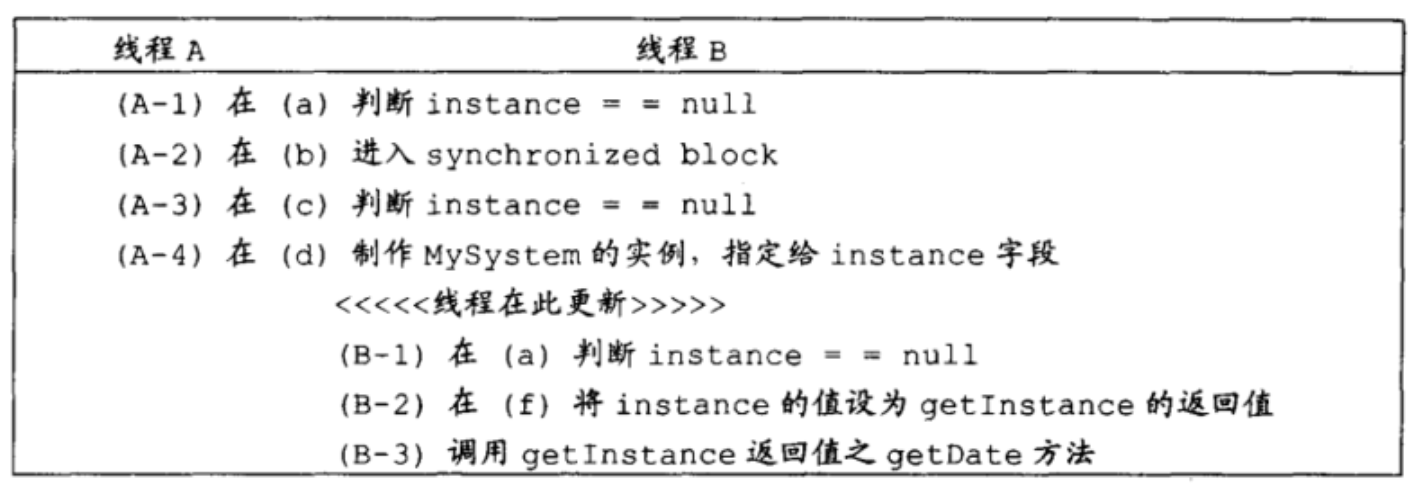 线程 A 线程 B
(A-1) 在 (a) 判断 instance = = null
(A-2) 在 (b) 进入 synchronized block
(A-3) 在 (c) 判断 instance = = null
(A-4) 在 (d) 制作 MySystem 的实例，指定给 instance 字段
<<<<<线程在此更新>>>>>
(B-1) 在 (a) 判断 instance = = null
(B-2) 在 (f) 将 instance 的值设为 getInstance 的返回值
(B-3) 调用 getInstance 返回值之 getDate 方法